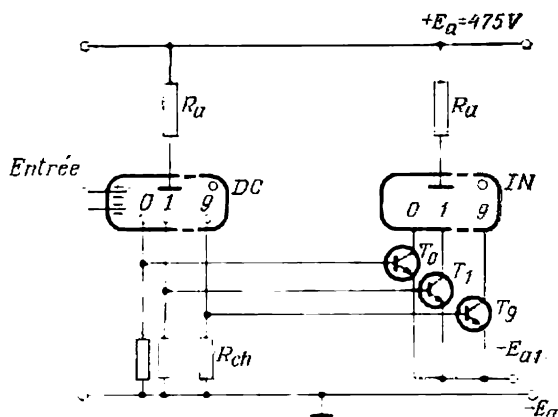 +Ea=475V
Ra
Ra
Entrée
DC
IN
0 1 9
0 1 9
T0
T1
T9
Rch
-Ea1
-Ea